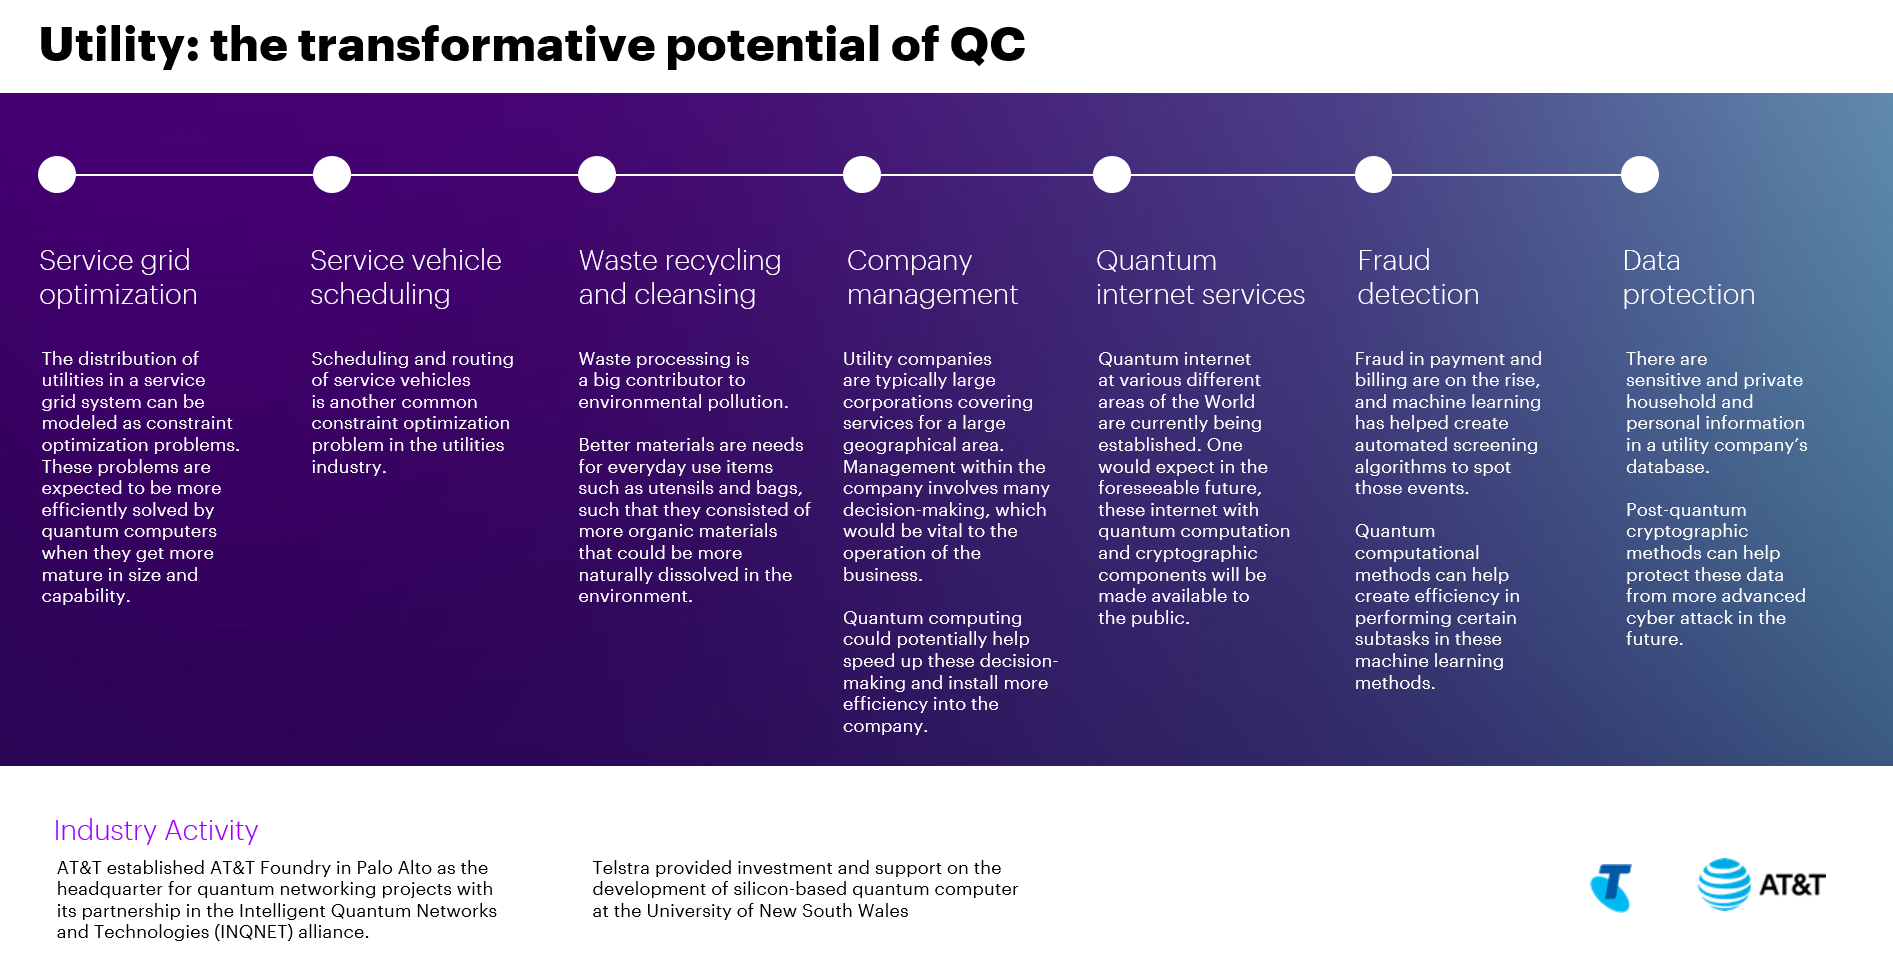 Utility: the transformative potential of QC
Service grid
optimization
The distribution of
utilities in a service
grid system can be
modeled as constraint
optimization problems.
These problems are
expected to be more
efficiently solved by
quantum computers
when they get more
mature in size and
capability.
Service vehicle
scheduling
Scheduling and routing
of service vehicles
is another common
constraint optimization
problem in the utilities
industry.
Waste recycling
and cleansing
Waste processing is
a big contributor to
environmental pollution.
Better materials are needs
for everyday use items
such as utensils and bags,
such that they consisted of
more organic materials
that could be more
naturally dissolved in the
environment.
Company
management
Utility companies
are typically large
corporations covering
services for a large
geographical area.
Management within the
company involves many
decision-making, which
would be vital to the
operation of the
business.
Quantum computing
could potentially help
speed up these decision-
making and install more
efficiency into the
company.
Quantum
internet services
Quantum internet
at various different
areas of the World
are currently being
established. One
would expect in the
foreseeable future,
these internet with
quantum computation
and cryptographic
components will be
made available to
the public.
Fraud
detection
Fraud in payment and
billing are on the rise,
and machine learning
has helped create
automated screening
algorithms to spot
those events.
Quantum
computational
methods can help
create efficiency in
performing certain
subtasks in these
machine learning
methods.
Data
protection
There are
sensitive and private
household and
personal information
in a utility company's
database.
Post-quantum
cryptographic
methods can help
protect these data
from more advanced
cyber attack in the
future.
Industry Activity
AT&T established AT&T Foundry in Palo Alto as the
headquarter for quantum networking projects with
its partnership in the Intelligent Quantum Networks
and Technologies (INQNET) alliance.
Telstra provided investment and support on the
development of silicon-based quantum computer
at the University of New South Wales
T
AT&T